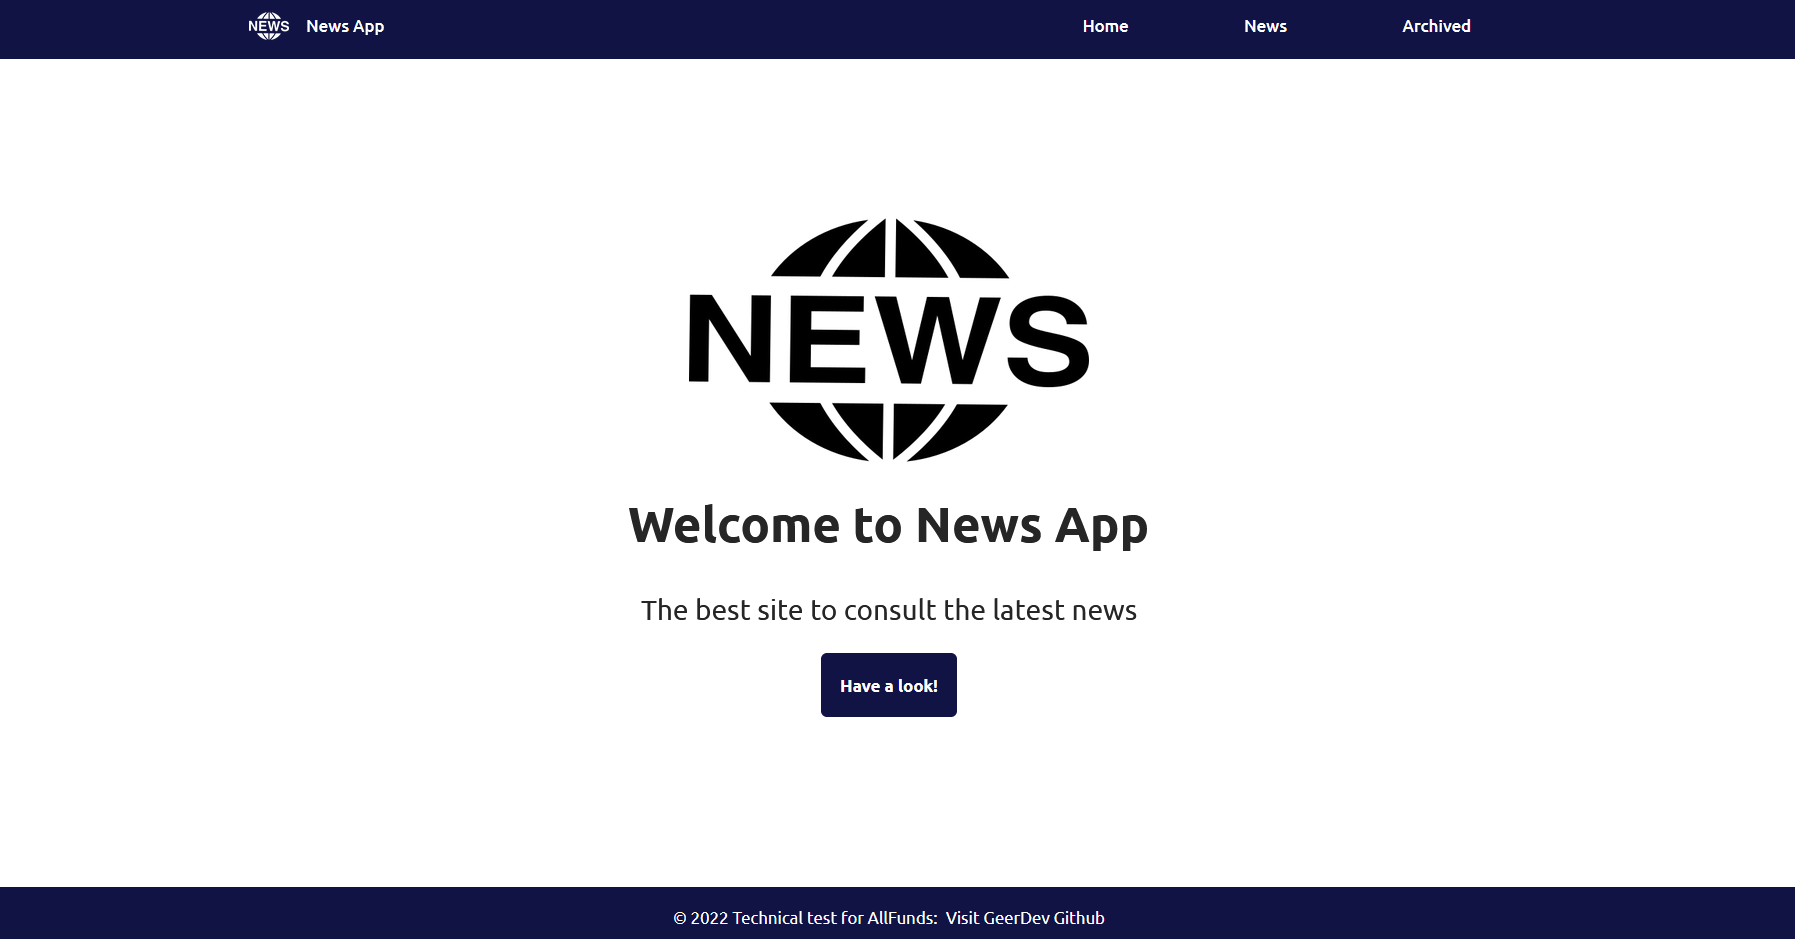 NEWS News App Home News Archived
NEWS
Welcome to News App
The best site to consult the latest news
Have a look!
© 2022 Technical test for AllFunds: Visit GeerDev Github